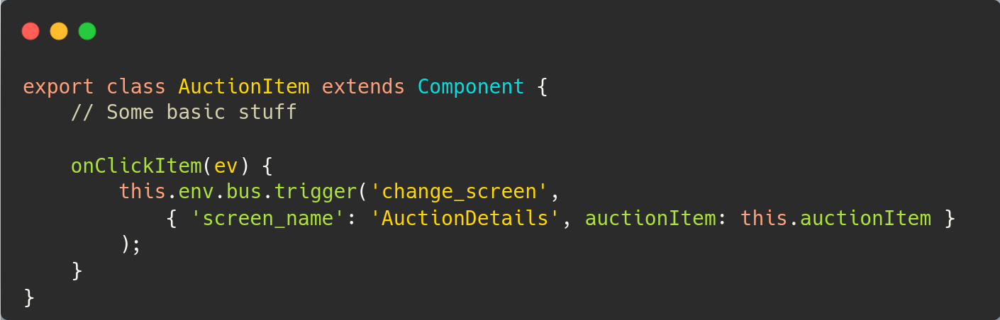 export class AuctionItem extends Component {
    // Some basic stuff

    onClickItem(ev) {
        this.env.bus.trigger('change_screen',
            { 'screen_name': 'AuctionDetails', auctionItem: this.auctionItem }
        );
    }
}